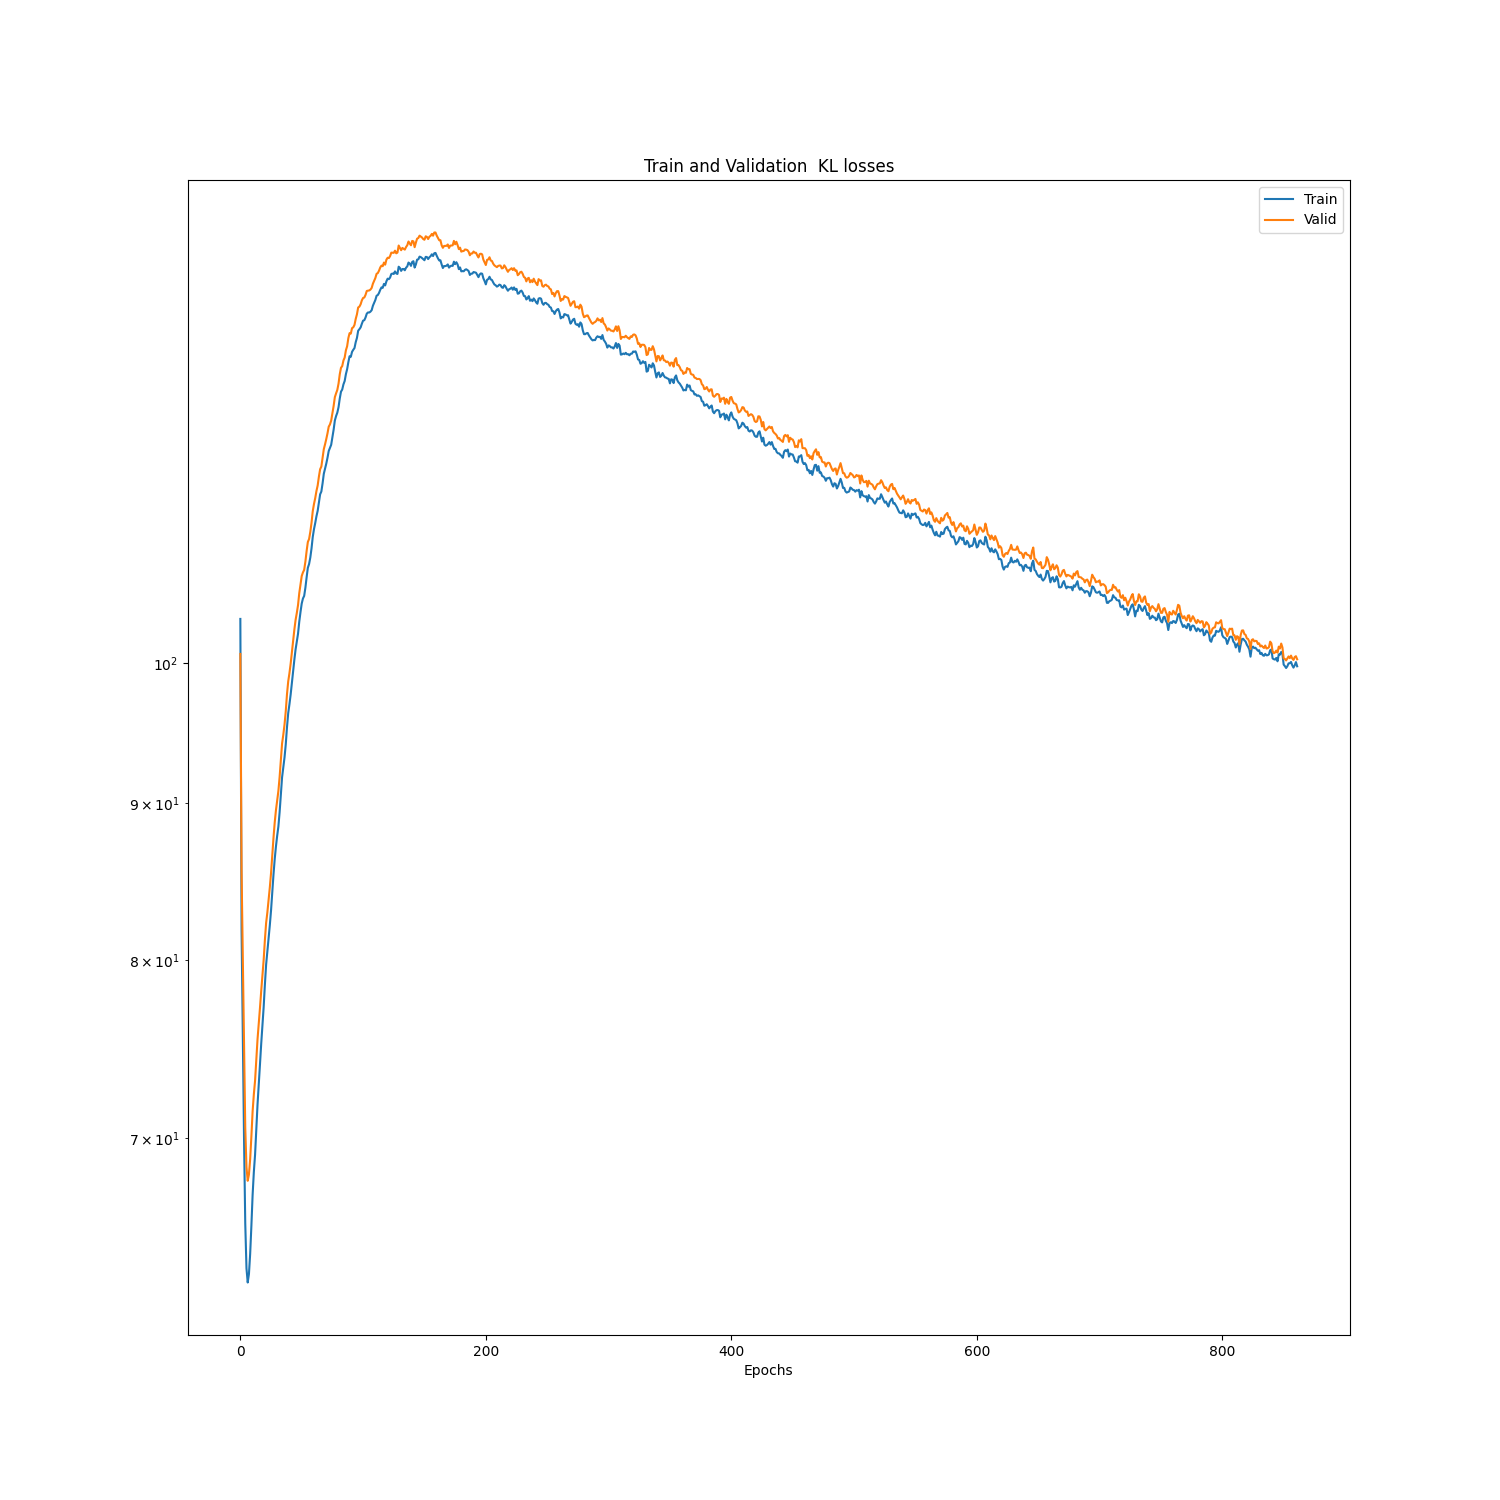 Train and Validation  KL losses
Train
Valid
10²
9 × 10¹
8 × 10¹
7 × 10¹
0
200
400
600
800
Epochs